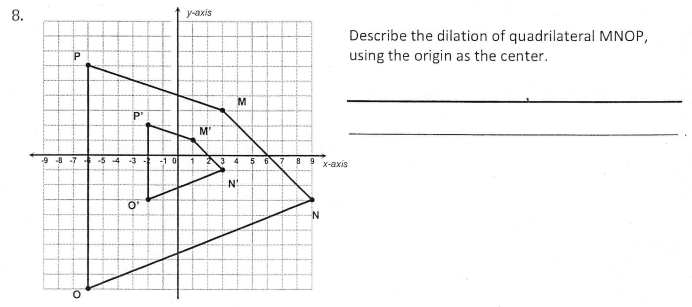 8.
Describe the dilation of quadrilateral MNOP,
using the origin as the center.
y-axis
P
M
P'
M'
-9 -8 -7 -6 -5 -4 -3 -2 -1 0 1 2 3 4 5 6 7 8 9
x-axis
N'
O'
N
O